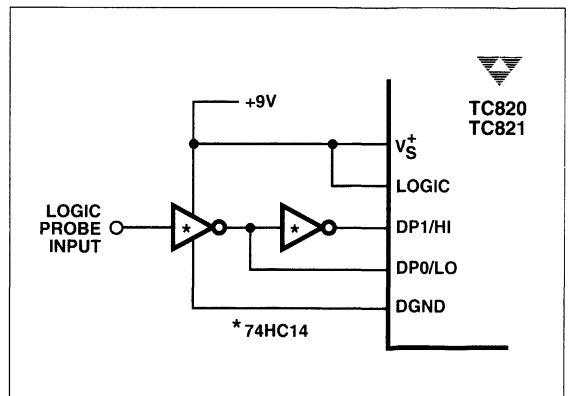 +9V
TC820
TC821
V+S
LOGIC
LOGIC
PROBE
INPUT
*
*
DP1/HI
DP0/LO
DGND
*74HC14